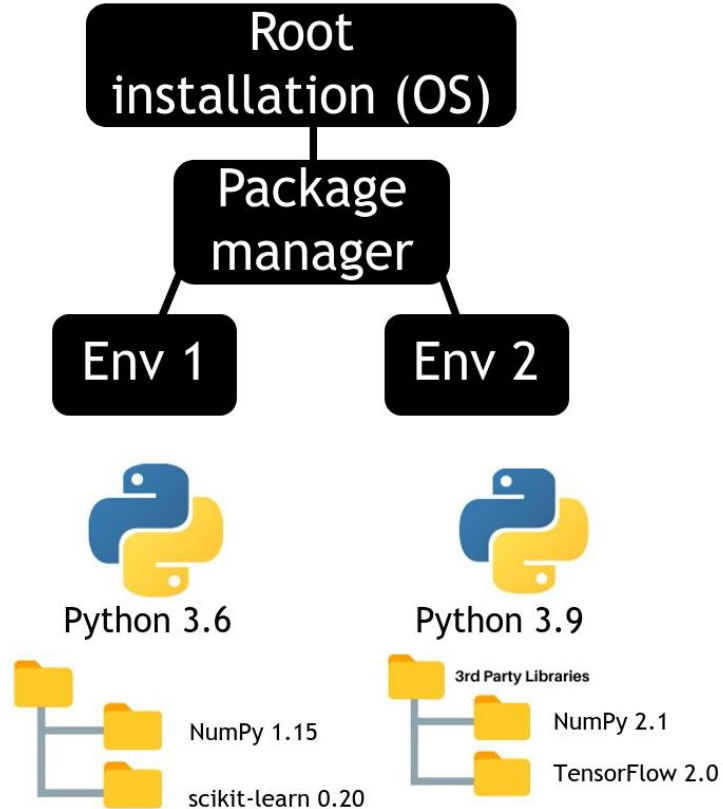 Root
installation (OS)
Package
manager
Env 1
Env 2
Python 3.6
Python 3.9
3rd Party Libraries
NumPy 1.15
scikit-learn 0.20
NumPy 2.1
TensorFlow 2.0